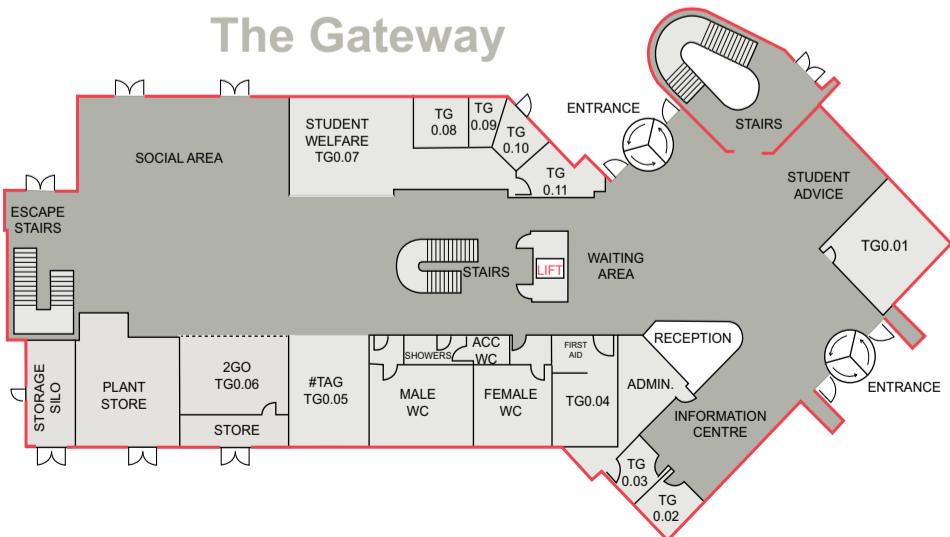 The Gateway
ENTRANCE
STAIRS
TG
0.08
TG
0.09
TG
0.10
TG
0.11
STUDENT
WELFARE
TG0.07
SOCIAL AREA
STUDENT
ADVICE
ESCAPE
STAIRS
TG0.01
STAIRS
LIFT
WAITING
AREA
RECEPTION
SHOWERS
ACC
WC
FIRST
AID
2GO
TG0.06
#TAG
TG0.05
MALE
WC
FEMALE
WC
TG0.04
ADMIN.
STORAGE
SILO
PLANT
STORE
STORE
ENTRANCE
INFORMATION
CENTRE
TG
0.03
TG
0.02